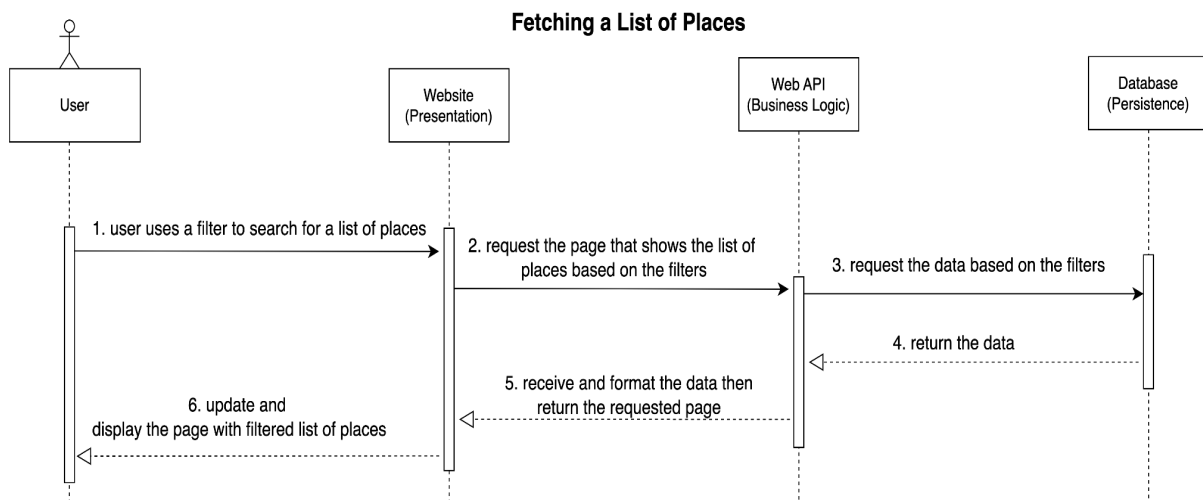 Fetching a List of Places
User
Website
(Presentation)
Web API
(Business Logic)
Database
(Persistence)
1. user uses a filter to search for a list of places
2. request the page that shows the list of
places based on the filters
3. request the data based on the filters
4. return the data
5. receive and format the data then
return the requested page
6. update and
display the page with filtered list of places